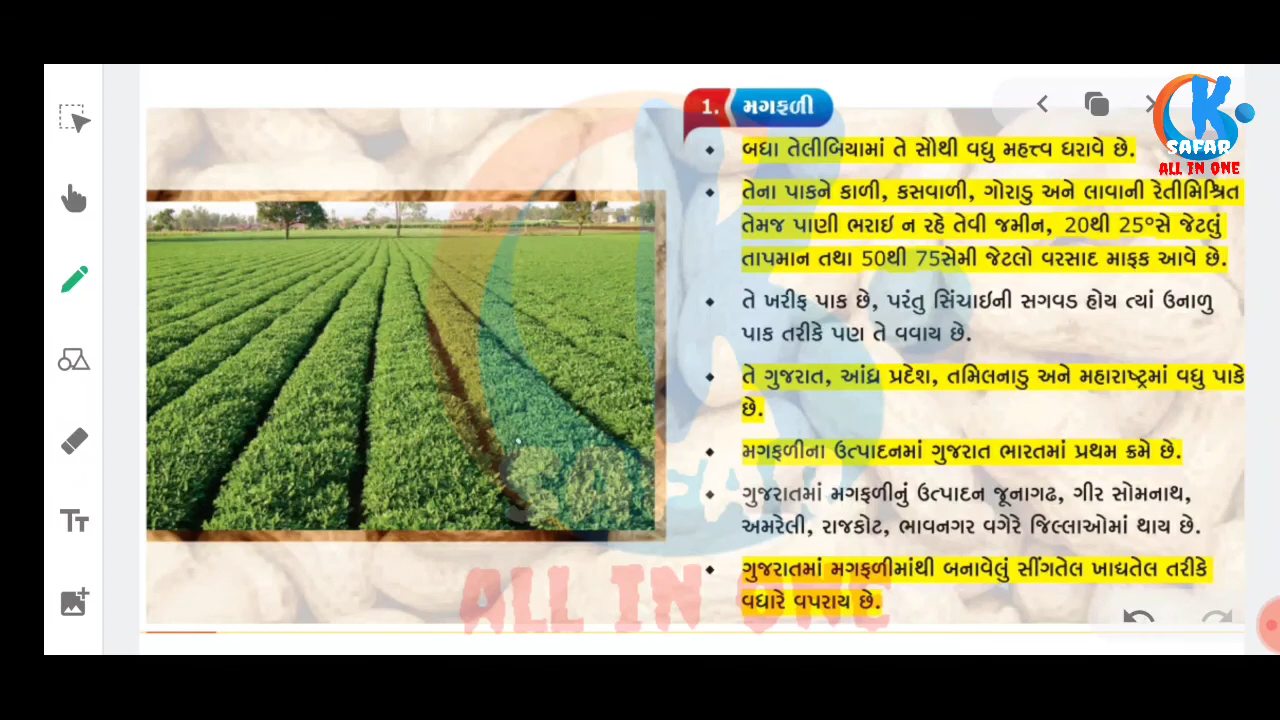 1. મગફળી
K
SAFAR
ALL IN ONE
બધા તેલીબિયામાં તે સૌથી વધુ મહત્ત્વ ધરાવે છે.
તેના પાકને કાળી, કસવાળી, ગોરાડુ અને લાવાની રેતીમિશ્રિત
તેમજ પાણી ભરાઇ ન રહે તેવી જમીન, 20થી 25°સે જેટલું
તાપમાન તથા 50થી 75સેમી જેટલો વરસાદ માફક આવે છે.
તે ખરીફ પાક છે, પરંતુ સિંચાઇની સગવડ હોય ત્યાં ઉનાળુ
પાક તરીકે પણ તે વવાય છે.
તે ગુજરાત, આંધ્ર પ્રદેશ, તમિલનાડુ અને મહારાષ્ટ્રમાં વધુ પાકે
છે.
મગફળીના ઉત્પાદનમાં ગુજરાત ભારતમાં પ્રથમ ક્રમે છે.
ગુજરાતમાં મગફળીનું ઉત્પાદન જૂનાગઢ, ગીર સોમનાથ,
અમરેલી, રાજકોટ, ભાવનગર વગેરે જિલ્લાઓમાં થાય છે.
ગુજરાતમાં મગફળીમાંથી બનાવેલું સીંગતેલ ખાદ્યતેલ તરીકે
વધારે વપરાય છે.
SAFAR
ALL IN ONE
TT